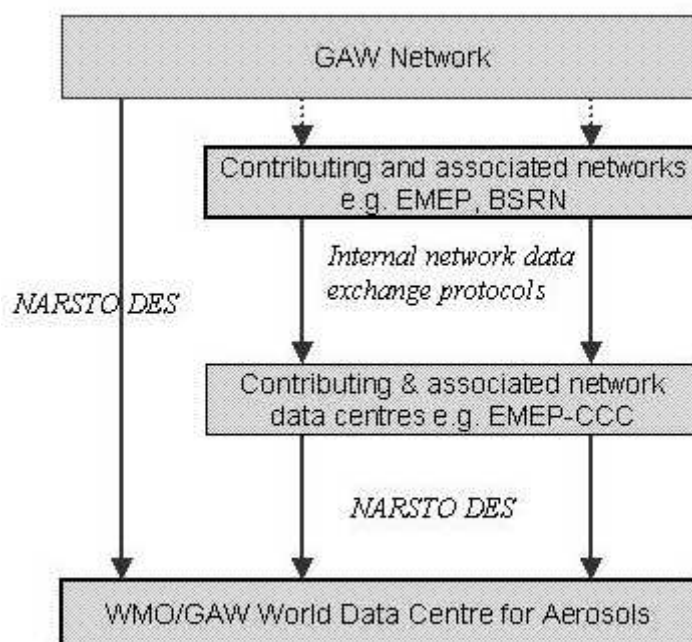 GAW Network
Contributing and associated networks
e.g. EMEP, BSRN
Internal network data
exchange protocols
NARSTO DES
Contributing & associated network
data centres e.g. EMEP-CCC
NARSTO DES
WMO/GAW World Data Centre for Aerosols